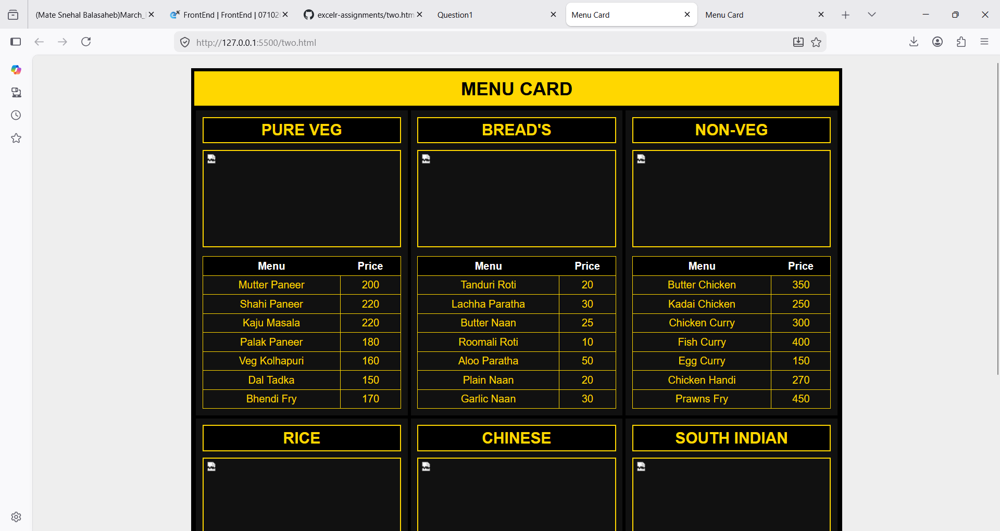 (Mate Snehal Balasaheb)March_
FrontEnd | FrontEnd | 0710
excelr-assignments/two.htm
Question1
Menu Card
Menu Card
http://127.0.0.1:5500/two.html
MENU CARD
PURE VEG
BREAD'S
NON-VEG
Menu Price
Mutter Paneer 200
Shahi Paneer 220
Kaju Masala 220
Palak Paneer 180
Veg Kolhapuri 160
Dal Tadka 150
Bhendi Fry 170
Menu Price
Tanduri Roti 20
Lachha Paratha 30
Butter Naan 25
Roomali Roti 10
Aloo Paratha 50
Plain Naan 20
Garlic Naan 30
Menu Price
Butter Chicken 350
Kadai Chicken 250
Chicken Curry 300
Fish Curry 400
Egg Curry 150
Chicken Handi 270
Prawns Fry 450
RICE
CHINESE
SOUTH INDIAN